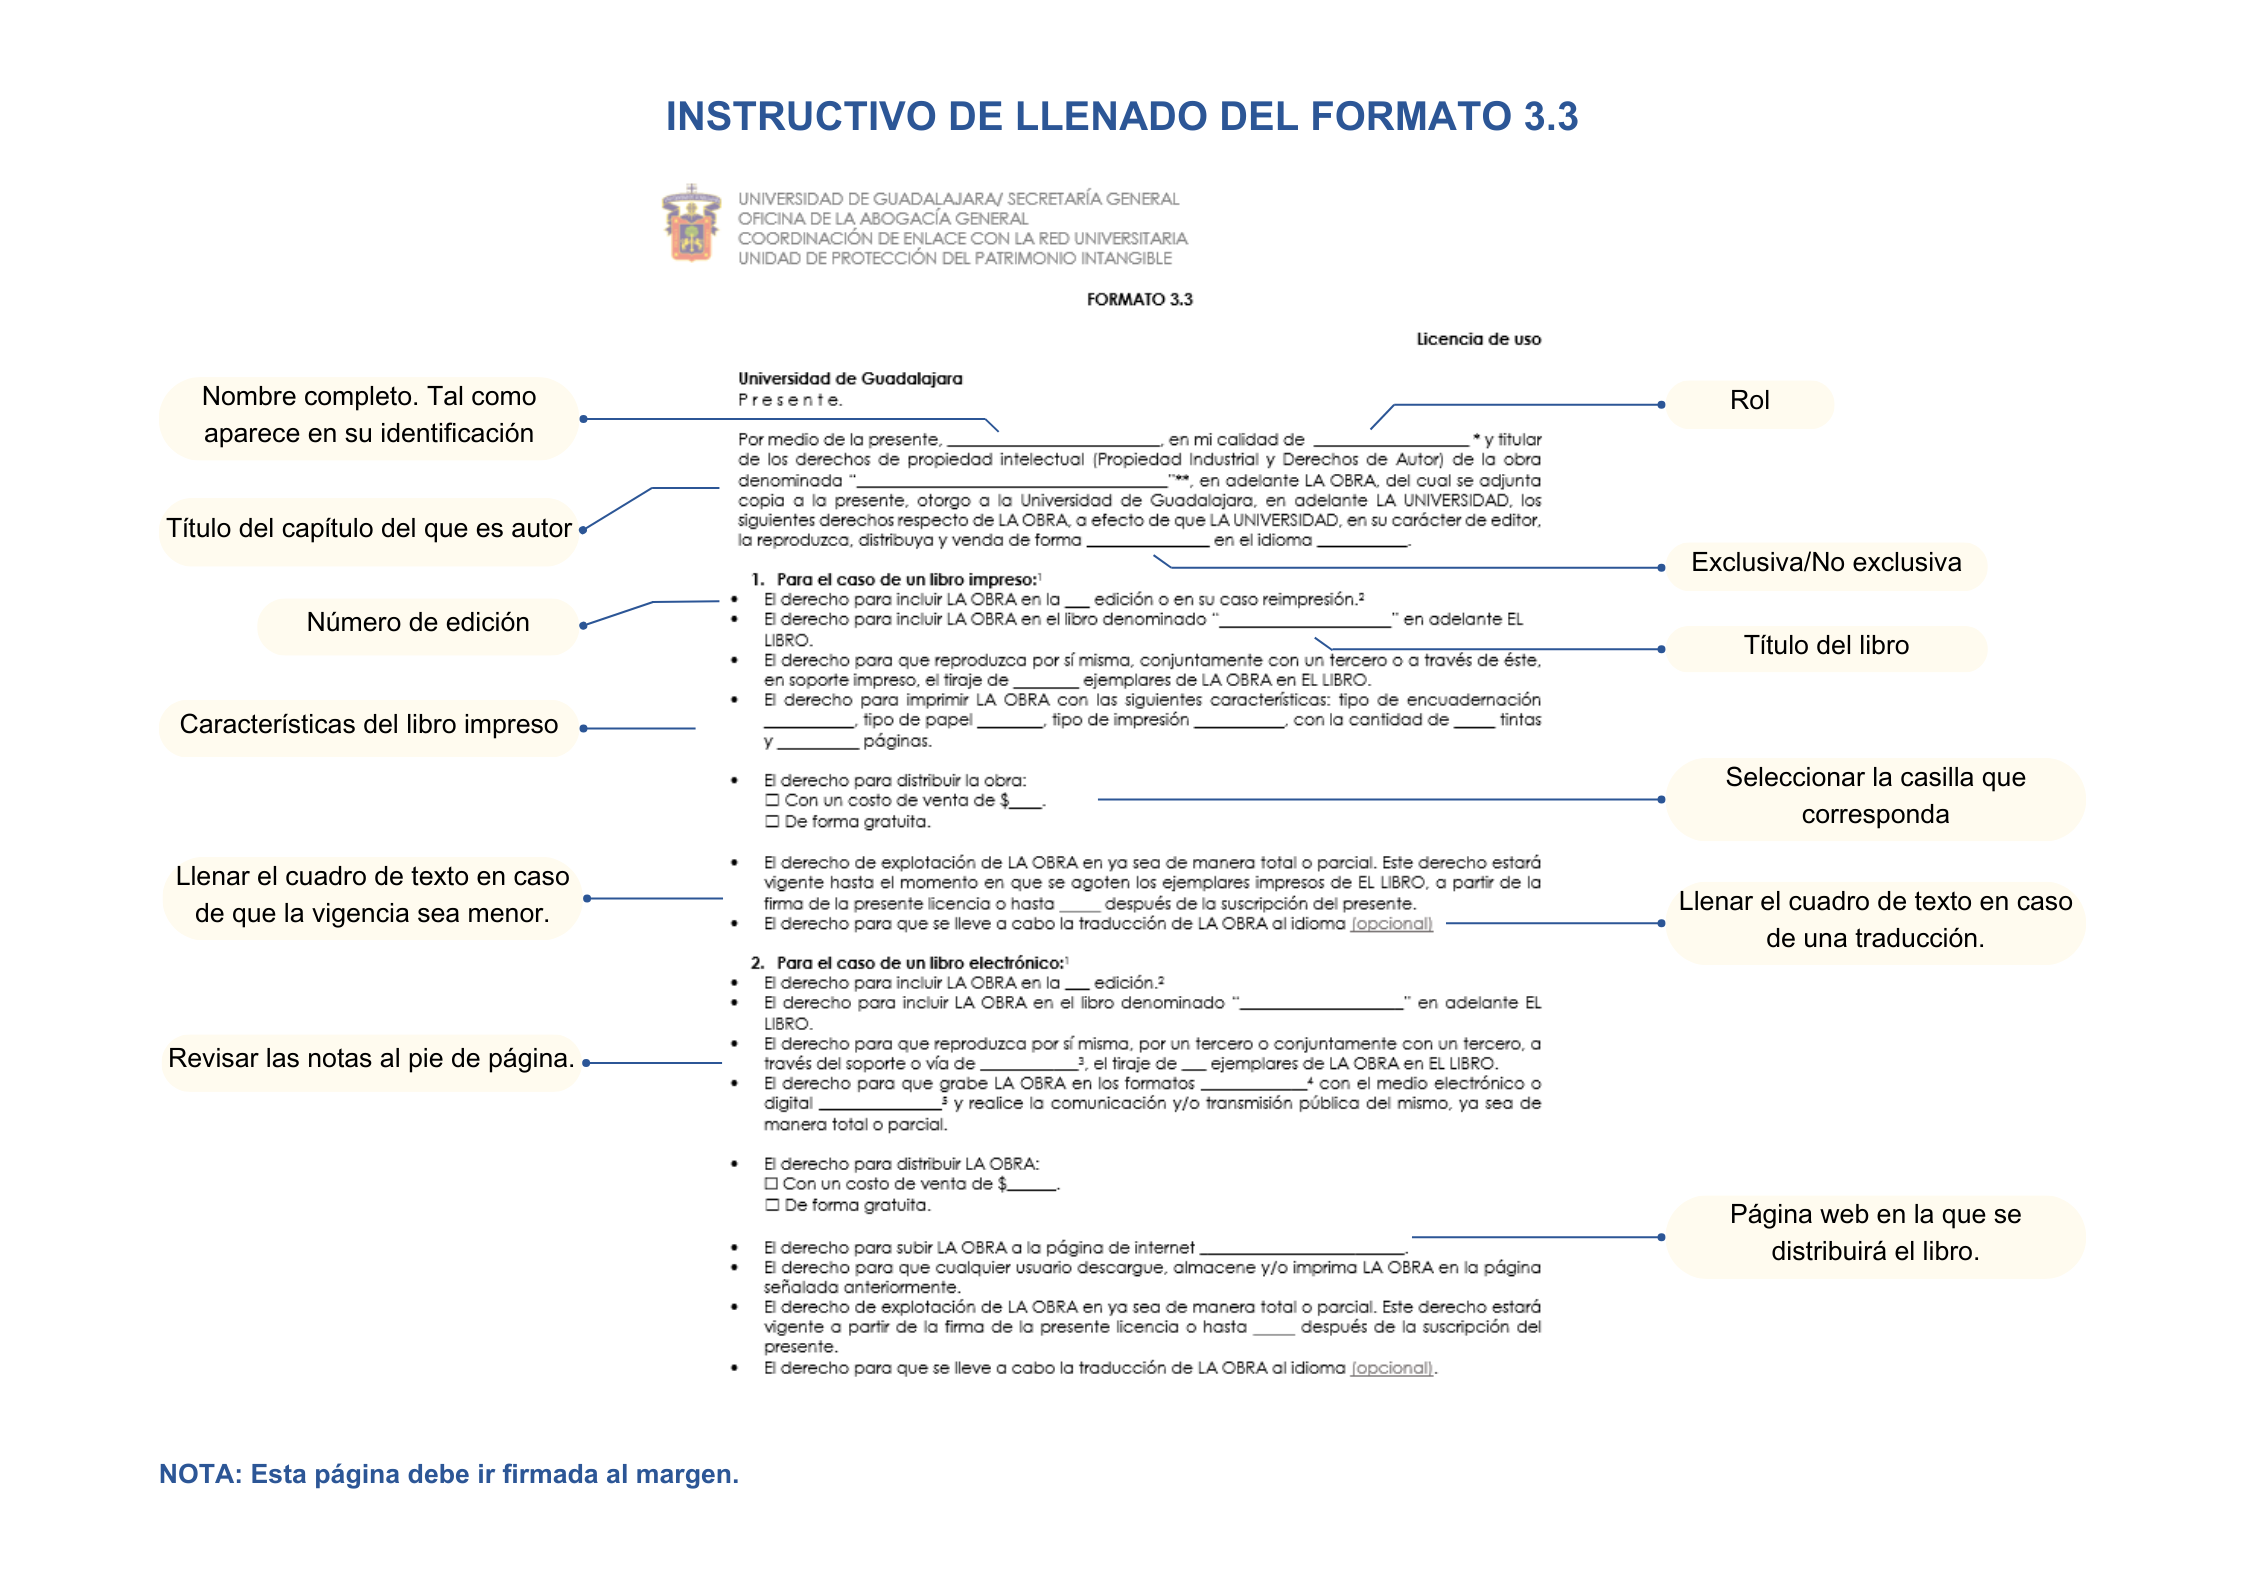 INSTRUCTIVO DE LLENADO DEL FORMATO 3.3
UNIVERSIDAD DE GUADALAJARA/ SECRETARÍA GENERAL
OFICINA DE LA ABOGACÍA GENERAL
COORDINACIÓN DE ENLACE CON LA RED UNIVERSITARIA
UNIDAD DE PROTECCIÓN DEL PATRIMONIO INTANGIBLE
FORMATO 3.3
Licencia de uso
Universidad de Guadalajara
P r e s e n t e.
Por medio de la presente, ______________________, en mi calidad de ________________ * y titular
de los derechos de propiedad intelectual (Propiedad Industrial y Derechos de Autor) de la obra
denominada "________________________________"**, en adelante LA OBRA, del cual se adjunta
copia a la presente, otorgo a la Universidad de Guadalajara, en adelante LA UNIVERSIDAD, los
siguientes derechos respecto de LA OBRA, a efecto de que LA UNIVERSIDAD, en su carácter de editor,
la reproduzca, distribuya y venda de forma _____________ en el idioma _________.
1. Para el caso de un libro impreso:¹
• El derecho para incluir LA OBRA en la ___ edición o en su caso reimpresión.²
• El derecho para incluir LA OBRA en el libro denominado "__________________" en adelante EL
LIBRO.
• El derecho para que reproduzca por sí misma, conjuntamente con un tercero o a través de éste,
en soporte impreso, el tiraje de _______ ejemplares de LA OBRA en EL LIBRO.
• El derecho para imprimir LA OBRA con las siguientes características: tipo de encuadernación
_________, tipo de papel _______, tipo de impresión _________, con la cantidad de ____ tintas
y ________ páginas.
• El derecho para distribuir la obra:
☐ Con un costo de venta de $____.
☐ De forma gratuita.
• El derecho de explotación de LA OBRA en ya sea de manera total o parcial. Este derecho estará
vigente hasta el momento en que se agoten los ejemplares impresos de EL LIBRO, a partir de la
firma de la presente licencia o hasta _____ después de la suscripción del presente.
• El derecho para que se lleve a cabo la traducción de LA OBRA al idioma (opcional)
2. Para el caso de un libro electrónico:¹
• El derecho para incluir LA OBRA en la ___ edición.²
• El derecho para incluir LA OBRA en el libro denominado "_________________" en adelante EL
LIBRO.
• El derecho para que reproduzca por sí misma, por un tercero o conjuntamente con un tercero, a
través del soporte o vía de ___________³, el tiraje de ___ ejemplares de LA OBRA en EL LIBRO.
• El derecho para que grabe LA OBRA en los formatos ____________⁴ con el medio electrónico o
digital ______________⁵ y realice la comunicación y/o transmisión pública del mismo, ya sea de
manera total o parcial.
• El derecho para distribuir LA OBRA:
☐ Con un costo de venta de $______.
☐ De forma gratuita.
• El derecho para subir LA OBRA a la página de internet ______________________.
• El derecho para que cualquier usuario descargue, almacene y/o imprima LA OBRA en la página
señalada anteriormente.
• El derecho de explotación de LA OBRA en ya sea de manera total o parcial. Este derecho estará
vigente a partir de la firma de la presente licencia o hasta _____ después de la suscripción del
presente.
• El derecho para que se lleve a cabo la traducción de LA OBRA al idioma (opcional).
Nombre completo. Tal como
aparece en su identificación
Título del capítulo del que es autor
Número de edición
Características del libro impreso
Llenar el cuadro de texto en caso
de que la vigencia sea menor.
Revisar las notas al pie de página.
Rol
Exclusiva/No exclusiva
Título del libro
Seleccionar la casilla que
corresponda
Llenar el cuadro de texto en caso
de una traducción.
Página web en la que se
distribuirá el libro.
NOTA: Esta página debe ir firmada al margen.